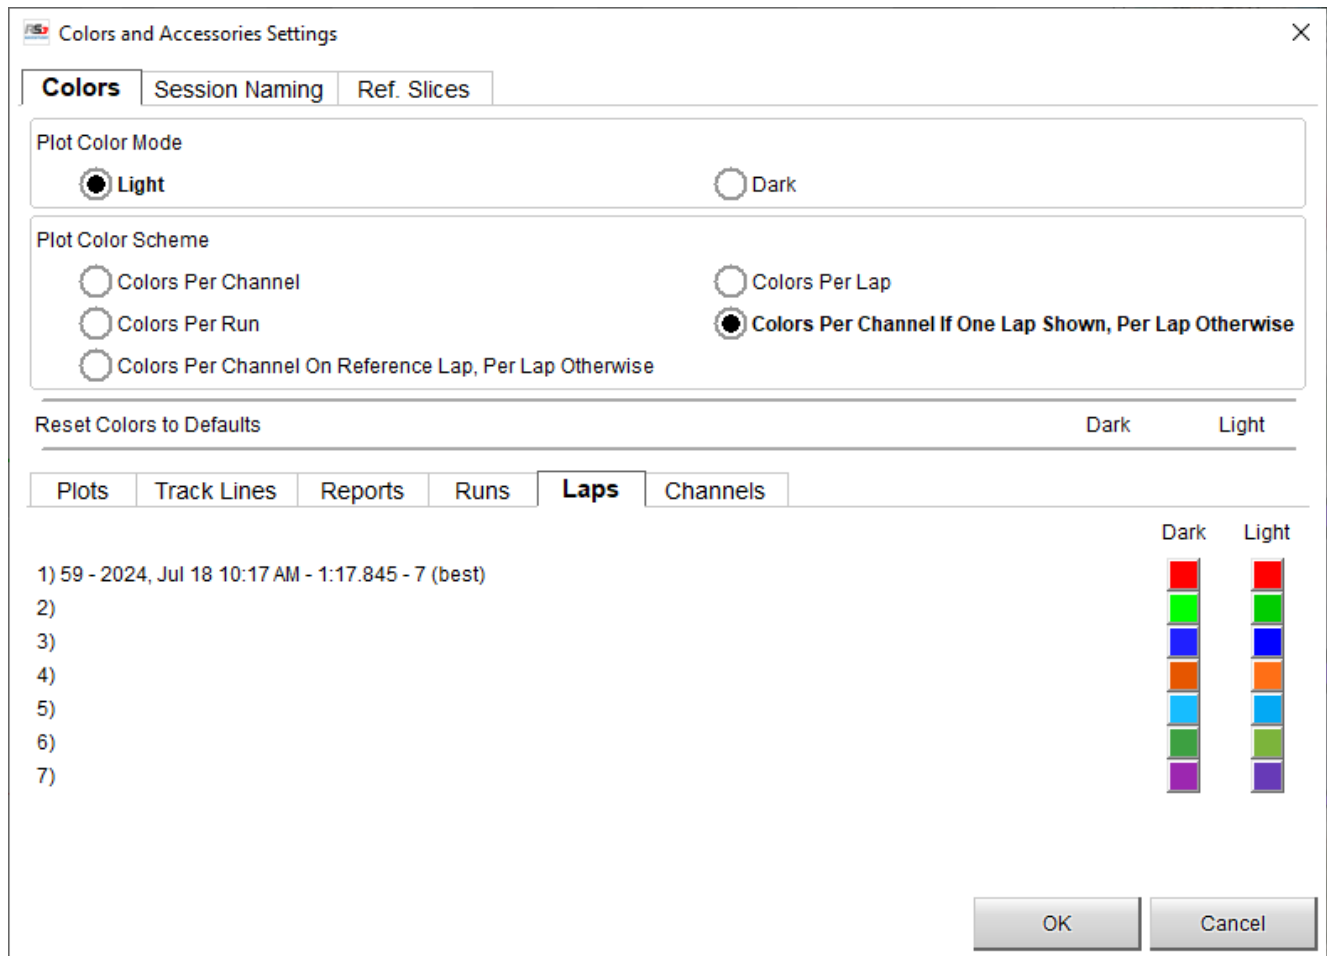 Colors and Accessories Settings
Colors Session Naming Ref. Slices
Plot Color Mode
Light Dark
Plot Color Scheme
Colors Per Channel Colors Per Lap
Colors Per Run Colors Per Channel If One Lap Shown, Per Lap Otherwise
Colors Per Channel On Reference Lap, Per Lap Otherwise
Reset Colors to Defaults Dark Light
Plots Track Lines Reports Runs Laps Channels
Dark Light
1) 59 - 2024, Jul 18 10:17 AM - 1:17.845 - 7 (best)
2)
3)
4)
5)
6)
7)
OK Cancel